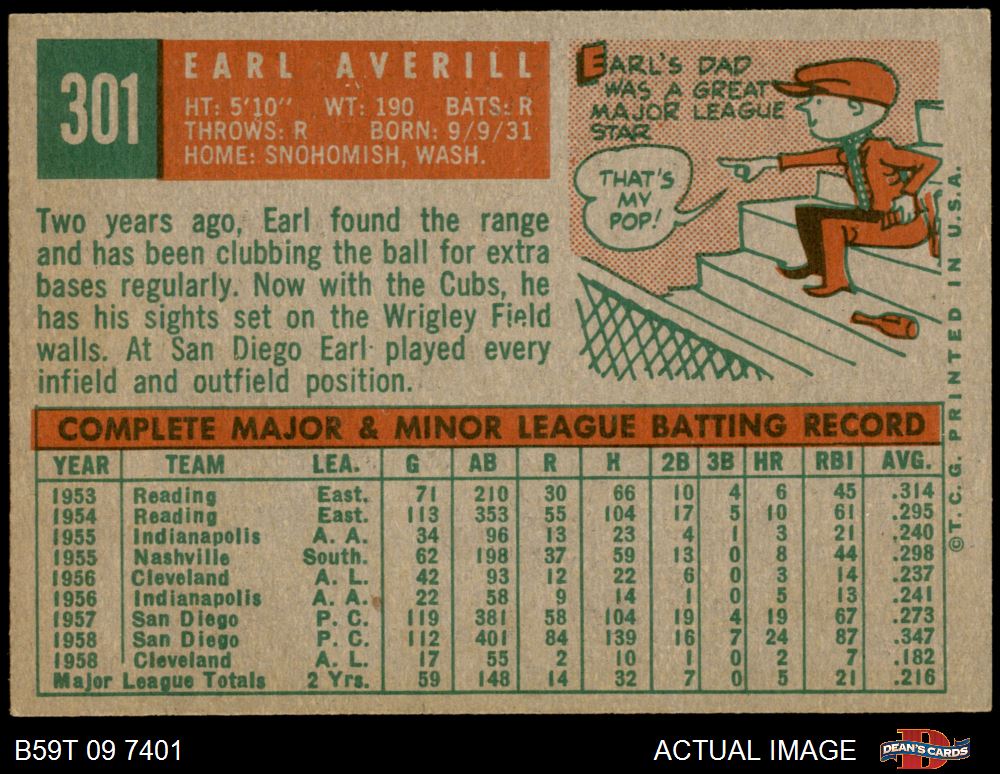 301
EARL AVERILL
HT: 5'10" WT: 190 BATS: R
THROWS: R BORN: 9/9/31
HOME: SNOHOMISH, WASH.
EARL'S DAD
WAS A GREAT
MAJOR LEAGUE
STAR
THAT'S
MY
POP!
Two years ago, Earl found the range
and has been clubbing the ball for extra
bases regularly. Now with the Cubs, he
has his sights set on the Wrigley Field
walls. At San Diego Earl played every
infield and outfield position.
COMPLETE MAJOR & MINOR LEAGUE BATTING RECORD
YEAR TEAM LEA. G AB R H 2B 3B HR RBI AVG.
1953 Reading East. 71 210 30 66 10 4 6 45 .314
1954 Reading East. 113 353 55 104 17 5 10 61 .295
1955 Indianapolis A. A. 34 96 13 23 4 1 3 21 .240
1955 Nashville South. 62 198 37 59 13 0 8 44 .298
1956 Cleveland A. L. 42 93 12 22 6 0 3 14 .237
1956 Indianapolis A. A. 22 58 9 14 1 0 5 13 .241
1957 San Diego P. C. 119 381 58 104 19 4 19 67 .273
1958 San Diego P. C. 112 401 84 139 16 7 24 87 .347
1958 Cleveland A. L. 17 55 2 10 1 0 2 7 .182
Major League Totals 2 Yrs. 59 148 14 32 7 0 5 21 .216
© T. C. G. PRINTED IN U.S.A.
B59T 09 7401
ACTUAL IMAGE
D
DEAN'S CARDS